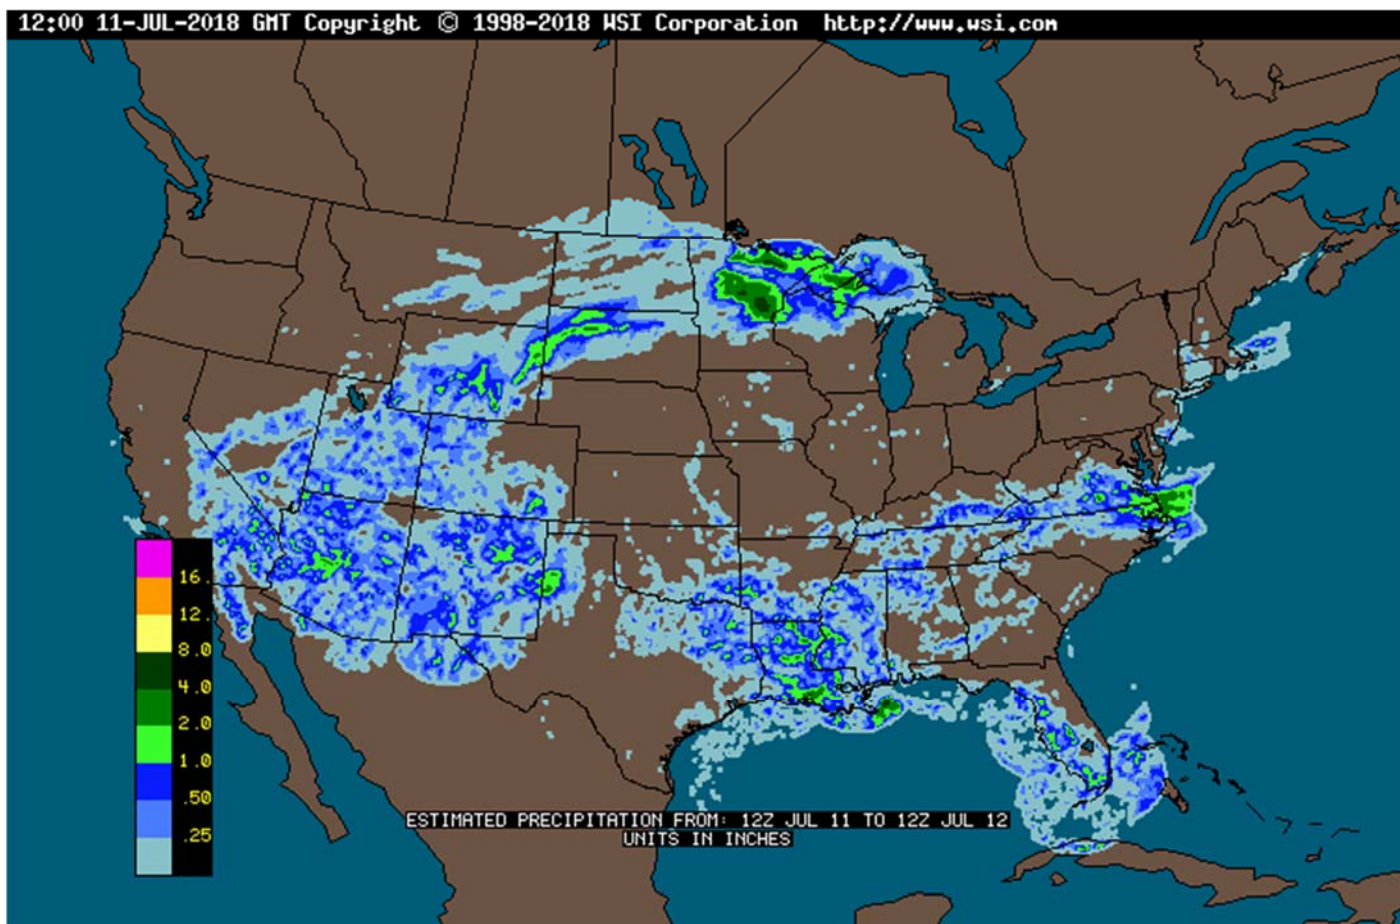 12:00 11-JUL-2018 GMT Copyright © 1998-2018 WSI Corporation http://www.wsi.com
16.
12.
8.0
4.0
2.0
1.0
.50
.25
ESTIMATED PRECIPITATION FROM: 12Z JUL 11 TO 12Z JUL 12
UNITS IN INCHES